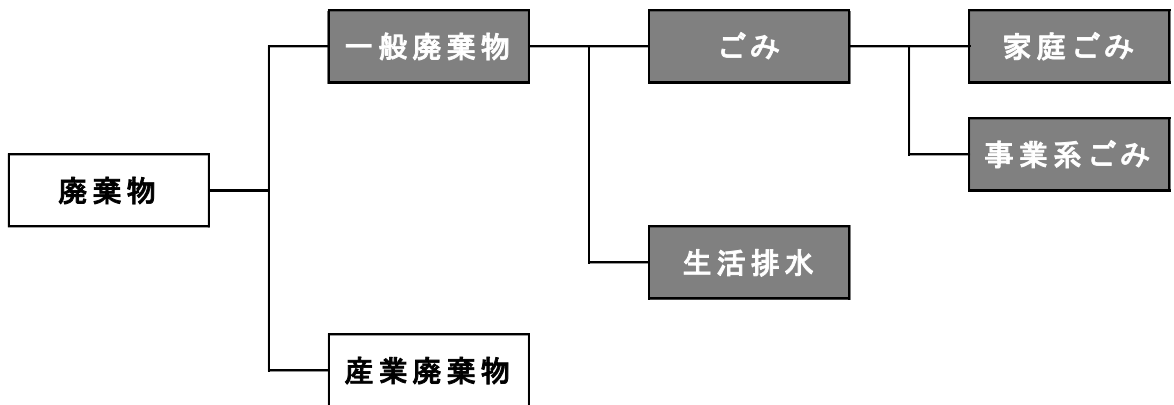 一般廃棄物
ごみ
家庭ごみ
事業系ごみ
廃棄物
生活排水
産業廃棄物